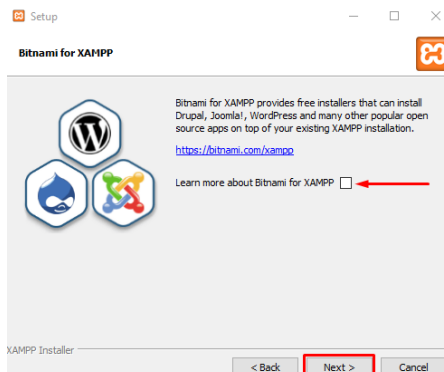 Setup
Bitnami for XAMPP
Bitnami for XAMPP provides free installers that can install
Drupal, Joomla!, WordPress and many other popular open
source apps on top of your existing XAMPP installation.
https://bitnami.com/xampp
Learn more about Bitnami for XAMPP
XAMPP Installer
< Back
Next >
Cancel